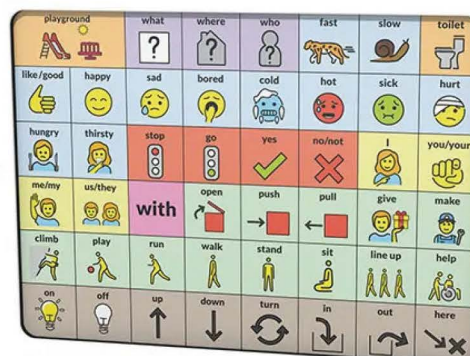 playground what where who fast slow toilet
?
?
?
like/good happy sad bored cold hot sick hurt
hungry thirsty stop go yes no/not I you/your
me/my us/they with open push pull give make
climb play run walk stand sit line up help
on off up down turn in out here